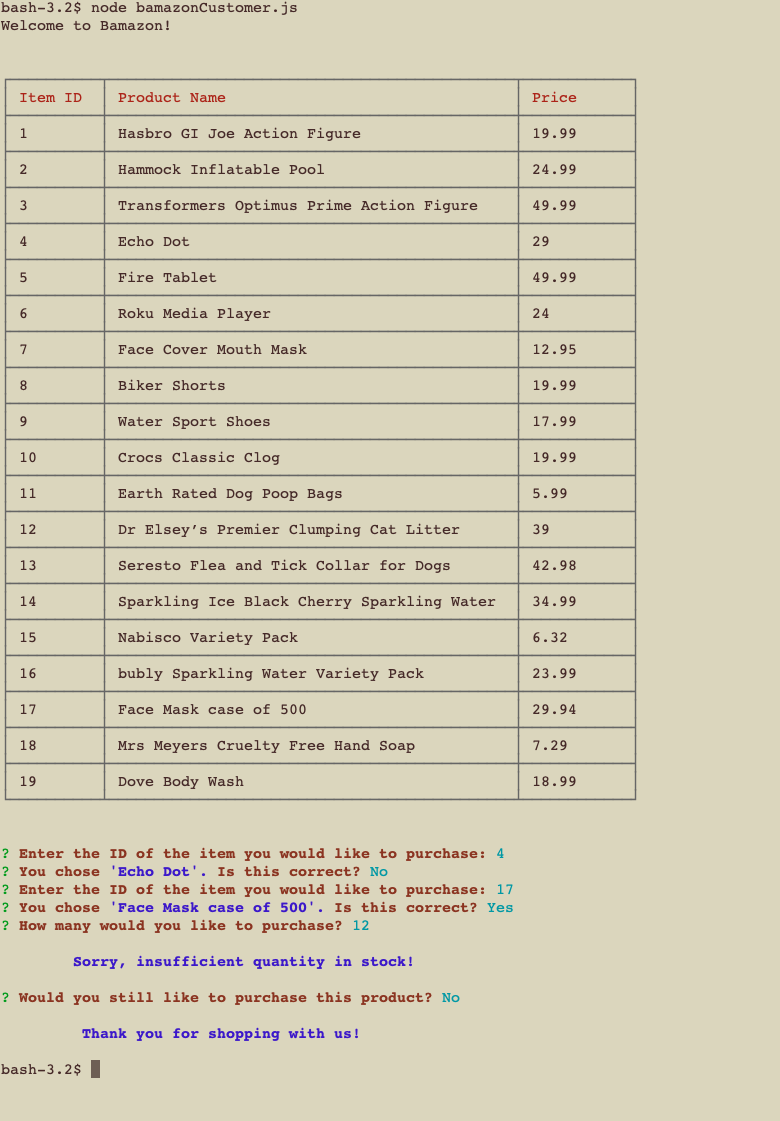 bash-3.2$ node bamazonCustomer.js
Welcome to Bamazon!
Item ID Product Name Price
1 Hasbro GI Joe Action Figure 19.99
2 Hammock Inflatable Pool 24.99
3 Transformers Optimus Prime Action Figure 49.99
4 Echo Dot 29
5 Fire Tablet 49.99
6 Roku Media Player 24
7 Face Cover Mouth Mask 12.95
8 Biker Shorts 19.99
9 Water Sport Shoes 17.99
10 Crocs Classic Clog 19.99
11 Earth Rated Dog Poop Bags 5.99
12 Dr Elsey’s Premier Clumping Cat Litter 39
13 Seresto Flea and Tick Collar for Dogs 42.98
14 Sparkling Ice Black Cherry Sparkling Water 34.99
15 Nabisco Variety Pack 6.32
16 bubly Sparkling Water Variety Pack 23.99
17 Face Mask case of 500 29.94
18 Mrs Meyers Cruelty Free Hand Soap 7.29
19 Dove Body Wash 18.99
? Enter the ID of the item you would like to purchase: 4
? You chose 'Echo Dot'. Is this correct? No
? Enter the ID of the item you would like to purchase: 17
? You chose 'Face Mask case of 500'. Is this correct? Yes
? How many would you like to purchase? 12
Sorry, insufficient quantity in stock!
? Would you still like to purchase this product? No
Thank you for shopping with us!
bash-3.2$